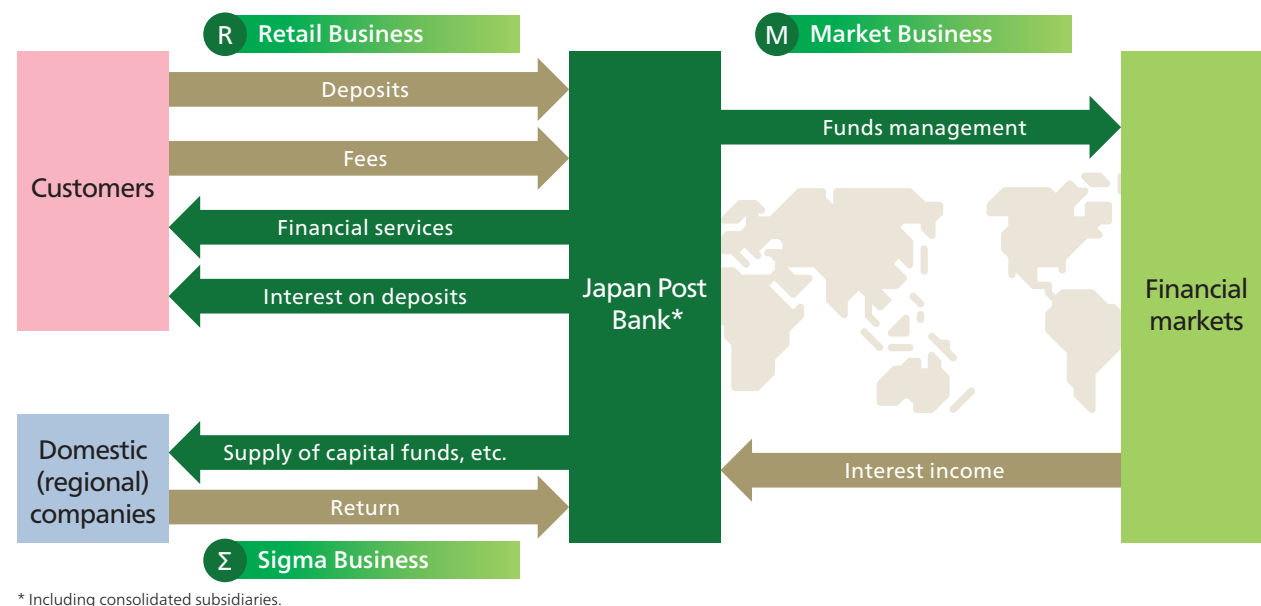 R Retail Business
M Market Business
Customers
Deposits
Fees
Financial services
Interest on deposits
Japan Post
Bank*
Funds management
Financial
markets
Interest income
Domestic
(regional)
companies
Supply of capital funds, etc.
Return
Σ Sigma Business
* Including consolidated subsidiaries.